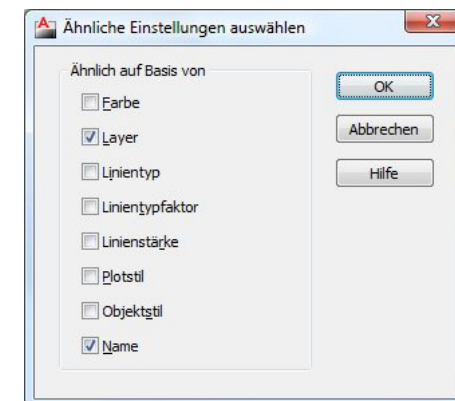 Ähnliche Einstellungen auswählen
Ähnlich auf Basis von
Farbe
Layer
Linientyp
Linientypfaktor
Linienstärke
Plotstil
Objektstil
Name
OK
Abbrechen
Hilfe